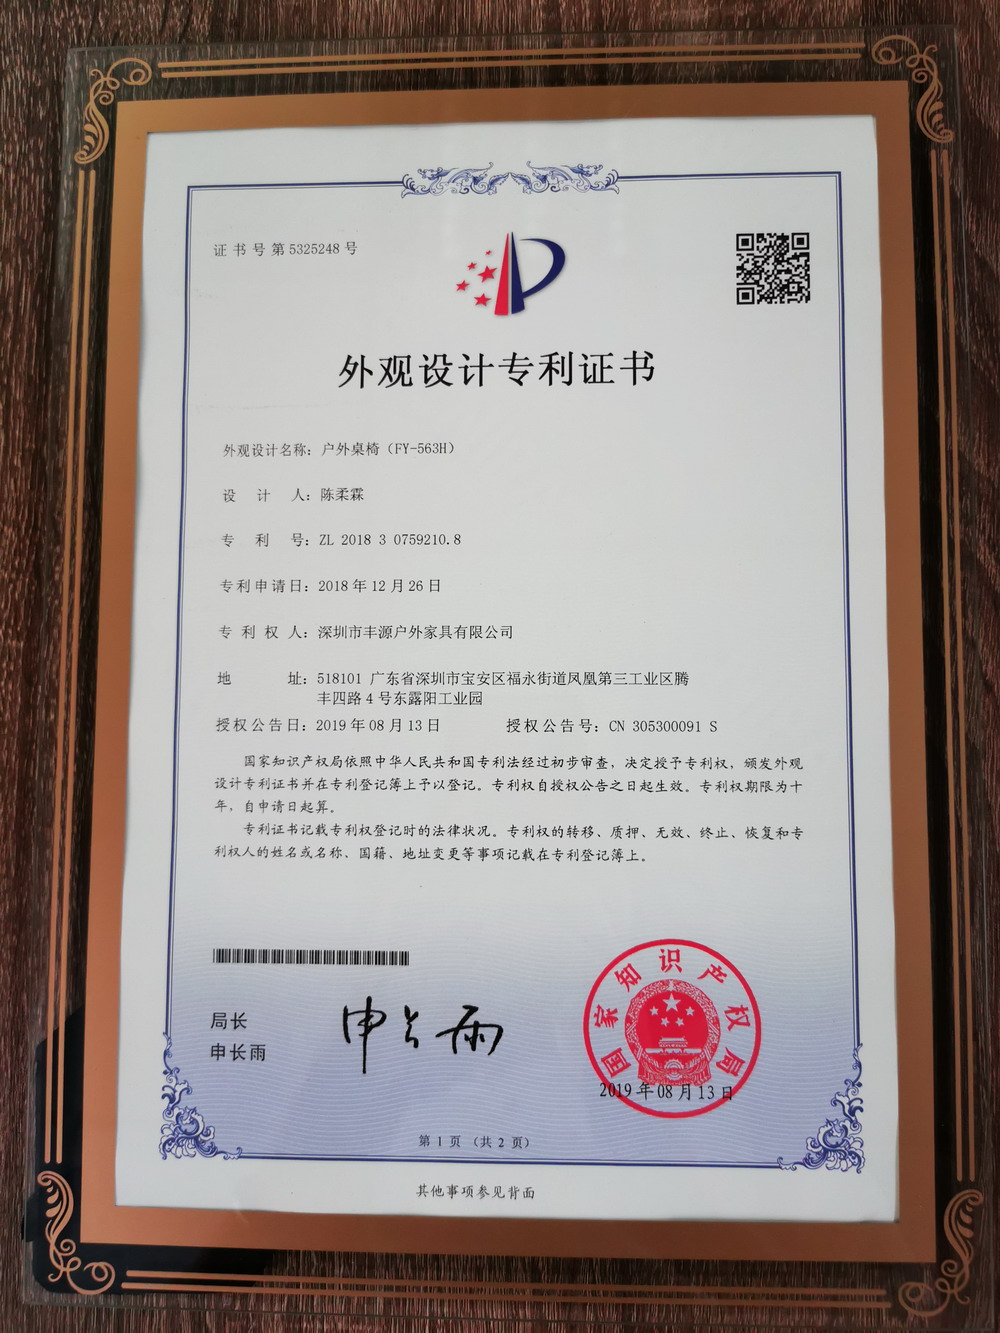 证书号第5325248号
外观设计专利证书
外观设计名称：户外桌椅（FY-563H）
设 计 人：陈柔霖
专 利 号：ZL 2018 3 0759210.8
专利申请日：2018年12月26日
专 利 权 人：深圳市丰源户外家具有限公司
地 址：518101 广东省深圳市宝安区福永街道凤凰第三工业区腾
丰四路4号东露阳工业园
授权公告日：2019年08月13日 授权公告号：CN 305300091 S
国家知识产权局依照中华人民共和国专利法经过初步审查，决定授予专利权，颁发外观
设计专利证书并在专利登记簿上予以登记。专利权自授权公告之日起生效。专利权期限为十
年，自申请日起算。
专利证书记载专利权登记时的法律状况。专利权的转移、质押、无效、终止、恢复和专
利权人的姓名或名称、国籍、地址变更等事项记载在专利登记簿上。
局长
申长雨
申长雨
国家知识产权局
2019年08月13日
第 1 页 （共 2 页）
其他事项参见背面